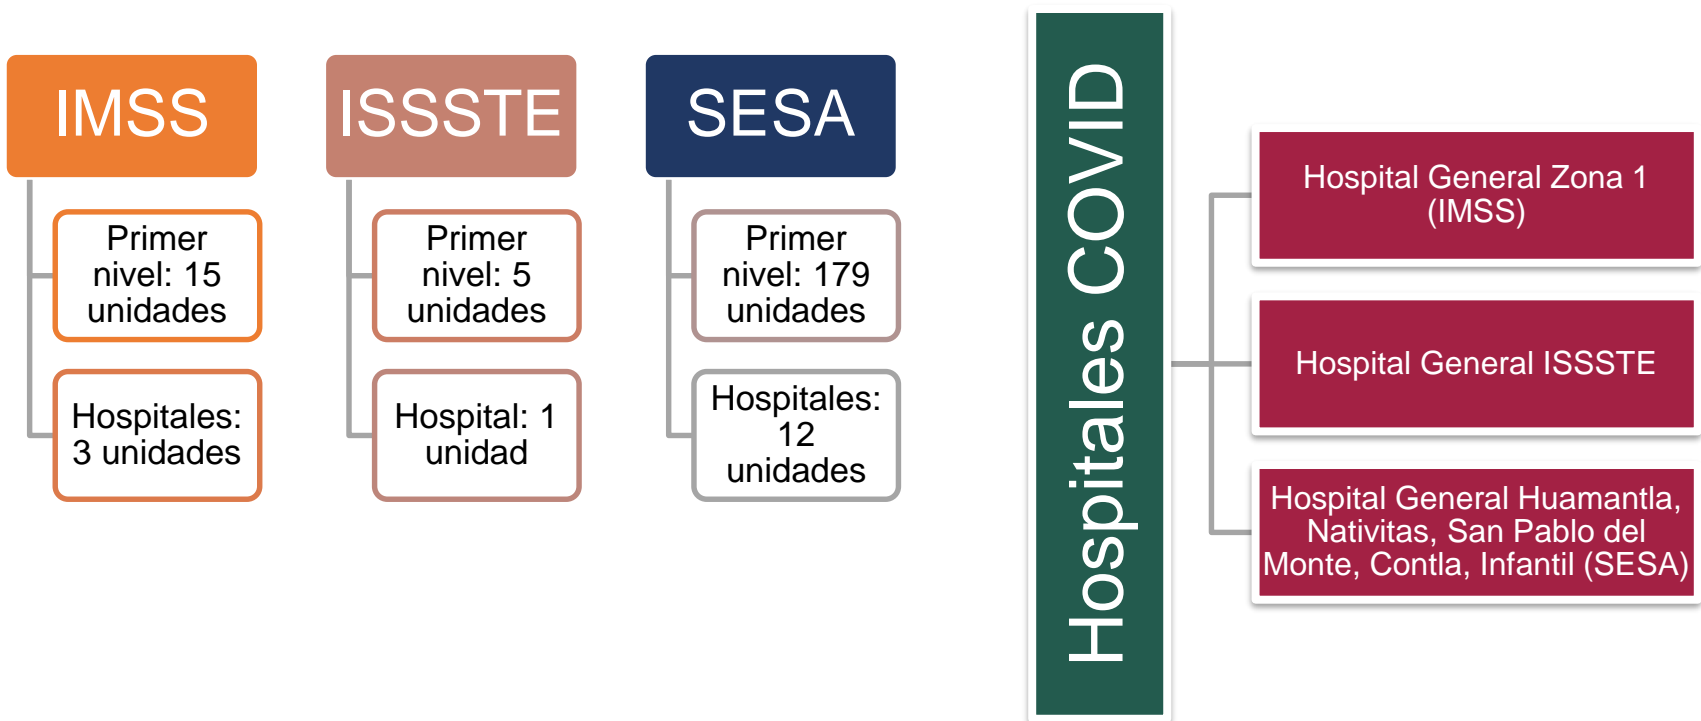 IMSS
Primer
nivel: 15
unidades
Hospitales:
3 unidades
ISSSTE
Primer
nivel: 5
unidades
Hospital: 1
unidad
SESA
Primer
nivel: 179
unidades
Hospitales:
12
unidades
Hospitales COVID
Hospital General Zona 1
(IMSS)
Hospital General ISSSTE
Hospital General Huamantla,
Nativitas, San Pablo del
Monte, Contla, Infantil (SESA)